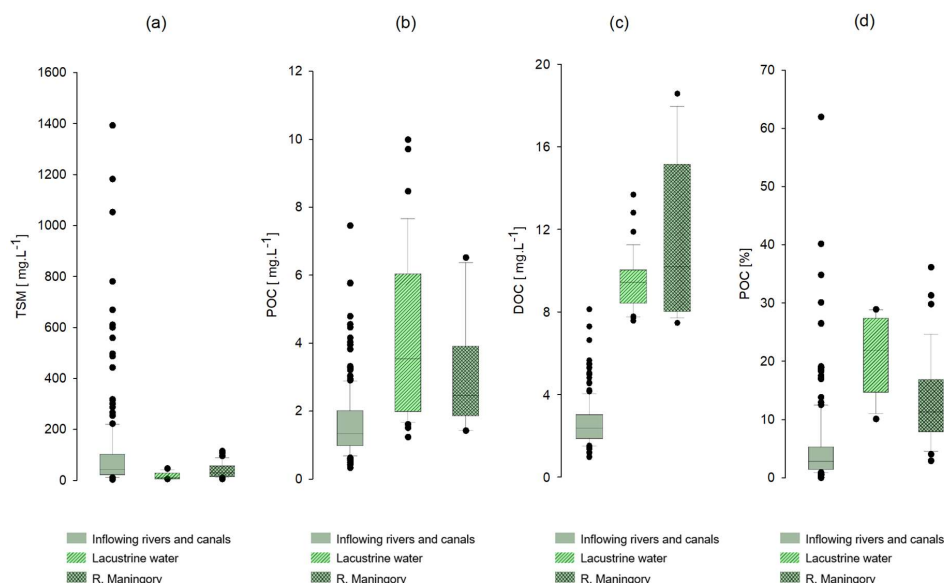 (a)
(b)
(c)
(d)
TSM [ mg.L⁻¹]
1600
1400
1200
1000
800
600
400
200
0
POC [ mg.L⁻¹]
12
10
8
6
4
2
0
DOC [ mg.L⁻¹]
20
16
12
8
4
0
POC [%]
70
60
50
40
30
20
10
0
Inflowing rivers and canals
Lacustrine water
R. Maningory
Inflowing rivers and canals
Lacustrine water
R. Maningory
Inflowing rivers and canals
Lacustrine water
R. Maningory
Inflowing rivers and canals
Lacustrine water
R. Maningory